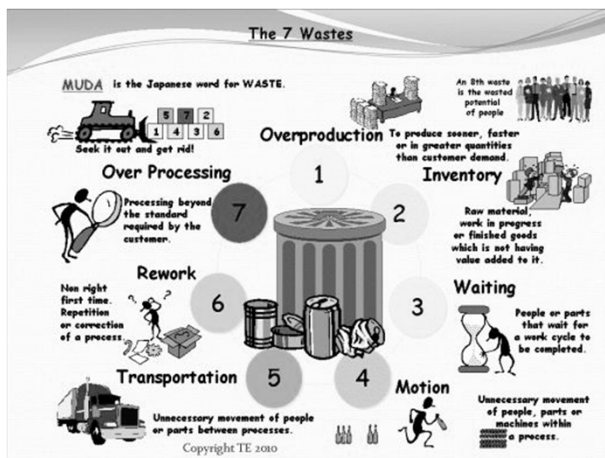 The 7 Wastes
MUDA is the Japanese word for WASTE.
5 7 2
1 4 3 6
Seek it out and get rid!
An 8th waste
is the wasted
potential
of people
Overproduction
To produce sooner, faster
or in greater quantities
than customer demand.
1
Inventory
2
Raw material,
work in progress
or finished goods
which is not having
value added to it.
Waiting
3
People or parts
that wait for
a work cycle to
be completed.
Motion
4
Unnecessary movement
of people, parts or
machines within
a process.
Transportation
5
Unnecessary movement of people
or parts between processes.
Rework
6
Non right
first time.
Repetition
or correction
of a process.
Over Processing
7
Processing beyond
the standard
required by the
customer.
Copyright TE 2010